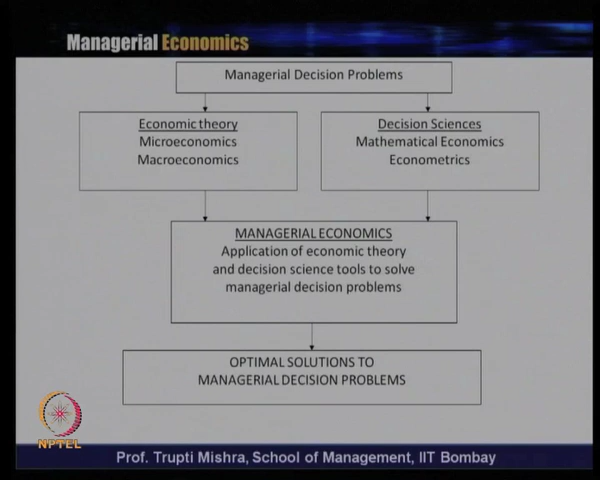 Managerial Economics
Managerial Decision Problems
Economic theory
Microeconomics
Macroeconomics
Decision Sciences
Mathematical Economics
Econometrics
MANAGERIAL ECONOMICS
Application of economic theory
and decision science tools to solve
managerial decision problems
OPTIMAL SOLUTIONS TO
MANAGERIAL DECISION PROBLEMS
NPTEL
Prof. Trupti Mishra, School of Management, IIT Bombay